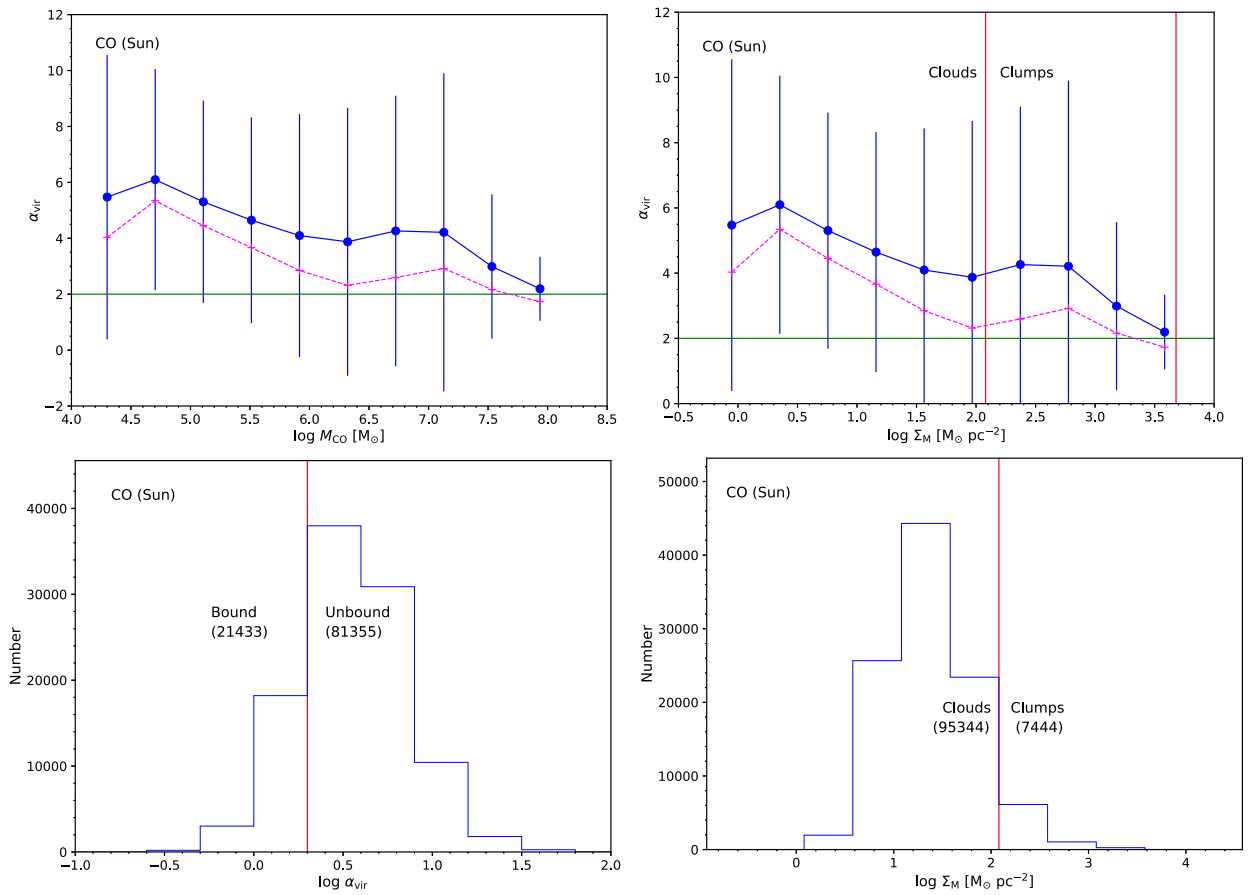 12
10
8
6
4
2
0
−2
α_vir
CO (Sun)
4.0 4.5 5.0 5.5 6.0 6.5 7.0 7.5 8.0 8.5
log M_CO [M_⊙]
12
10
8
6
4
2
0
α_vir
CO (Sun)
Clouds Clumps
−0.5 0.0 0.5 1.0 1.5 2.0 2.5 3.0 3.5 4.0
log Σ_M [M_⊙ pc⁻²]
40000
30000
20000
10000
0
Number
CO (Sun)
Bound Unbound
(21433) (81355)
−1.0 −0.5 0.0 0.5 1.0 1.5 2.0
log α_vir
50000
40000
30000
20000
10000
0
Number
CO (Sun)
Clouds Clumps
(95344) (7444)
0 1 2 3 4
log Σ_M [M_⊙ pc⁻²]